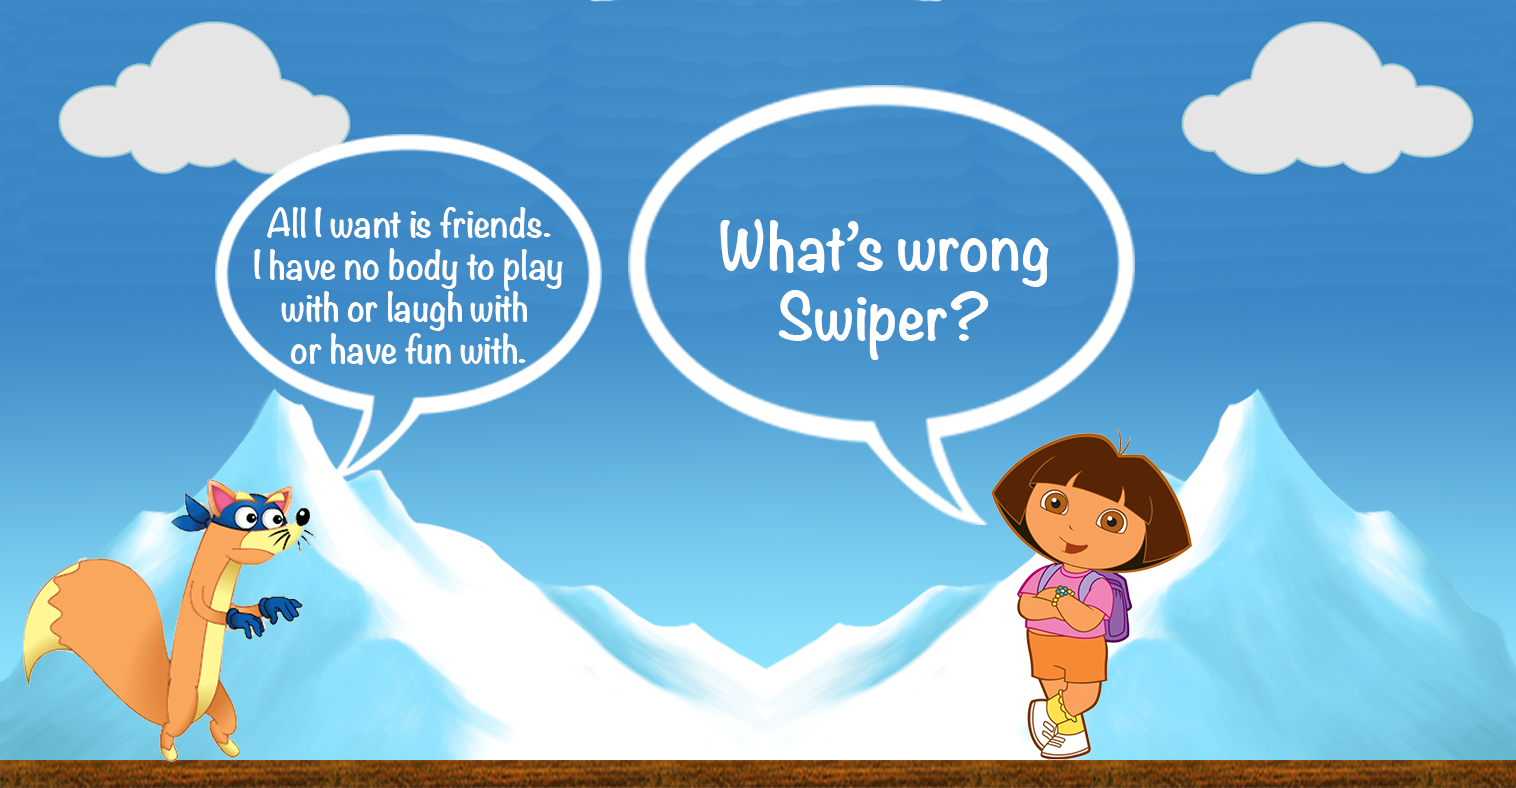 All I want is friends.
I have no body to play
with or laugh with
or have fun with.
What's wrong
Swiper?